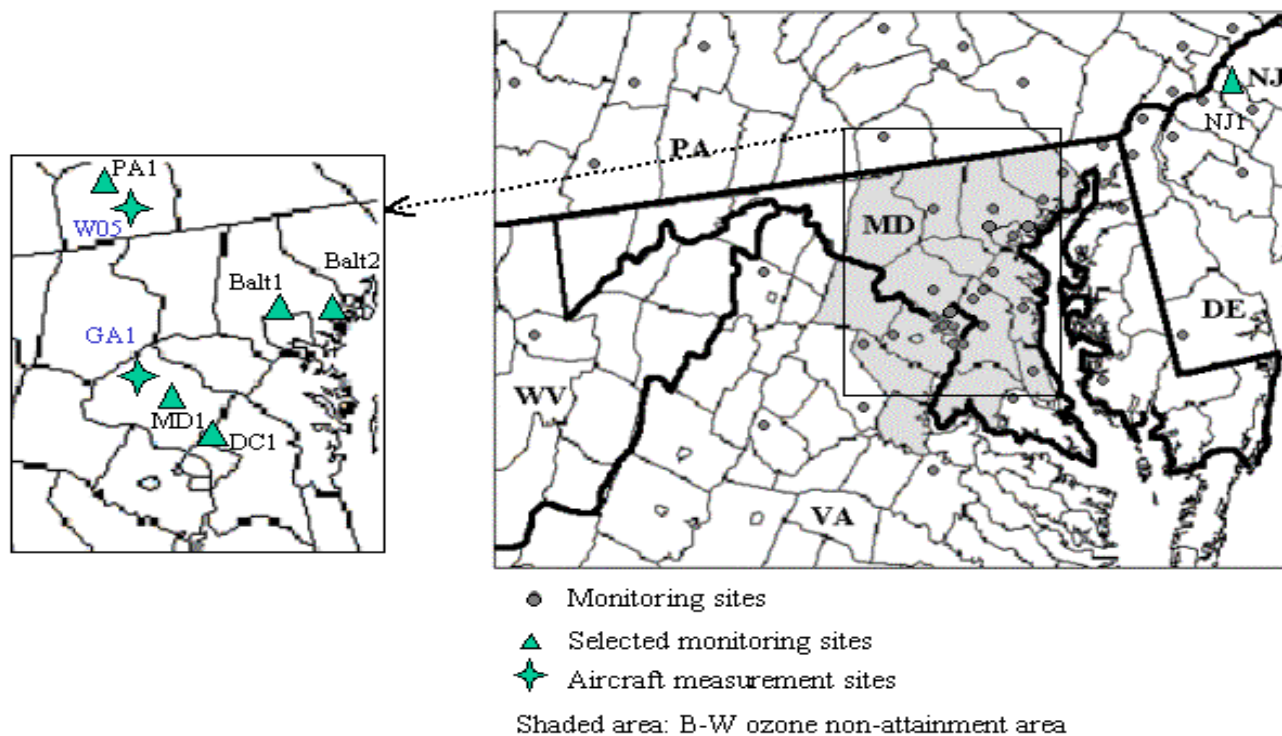 PA1
W05
Balt2
Balt1
GA1
MD1
DC1
NJ
NJ1
PA
MD
DE
WV
VA
Monitoring sites
Selected monitoring sites
Aircraft measurement sites
Shaded area: B-W ozone non-attainment area